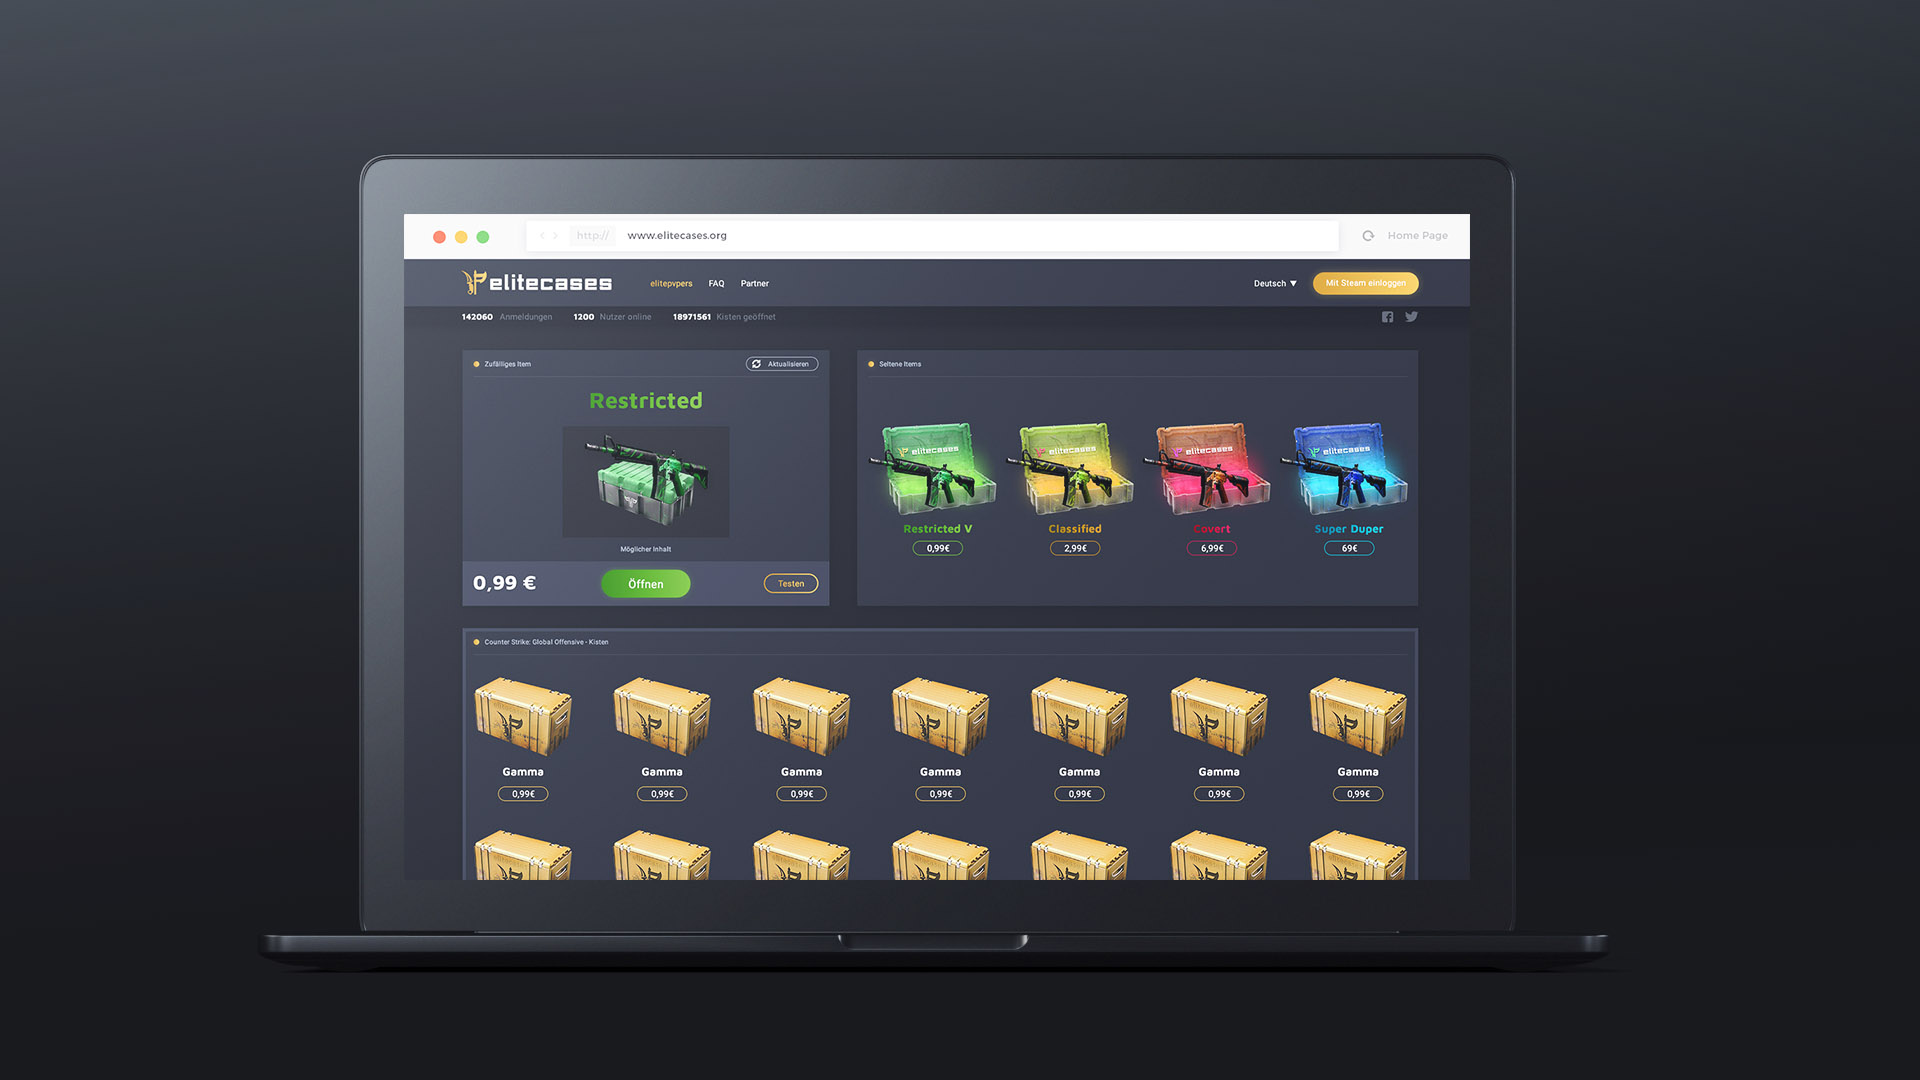 http:// www.elitecases.org Home Page
elitecases elitepvpers FAQ Partner Deutsch ▼ Mit Steam einloggen
142060 Anmeldungen 1200 Nutzer online 18971561 Kisten geöffnet
Zufälliges Item Aktualisieren
Restricted
Möglicher Inhalt
0,99 € Öffnen Testen
Seltene Items
elitecases elitecases elitecases elitecases
Restricted V Classified Covert Super Duper
0,99€ 2,99€ 6,99€ 69€
Counter Strike: Global Offensive - Kisten
Gamma Gamma Gamma Gamma Gamma Gamma Gamma
0,99€ 0,99€ 0,99€ 0,99€ 0,99€ 0,99€ 0,99€